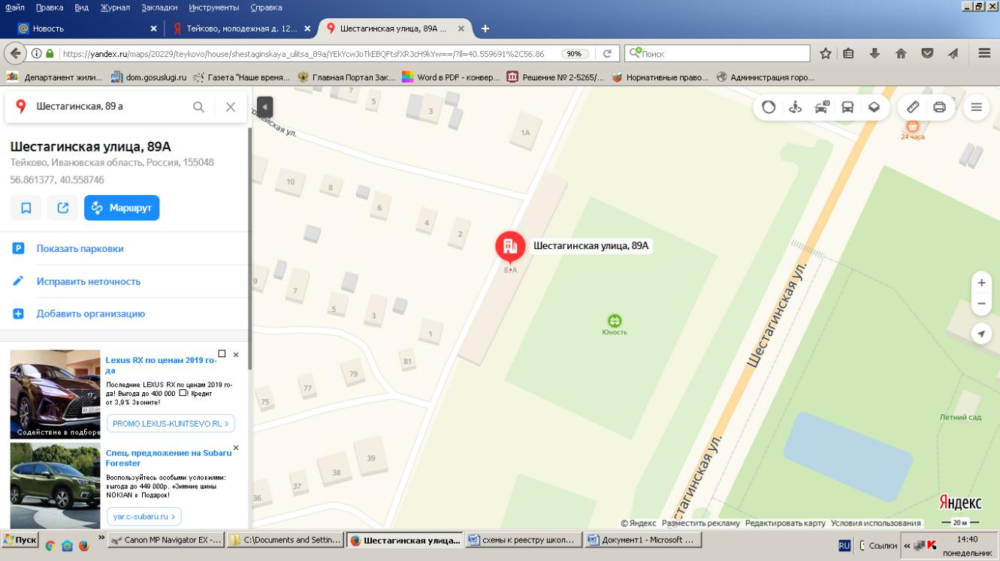 Файл Правка Вид Журнал Закладки Инструменты Справка
Новость
Тейково, молодежная д. 12...
Шестагинская улица, 89А ...
https://yandex.ru/maps/20229/teykovo/house/shestaginskaya_ulitsa_89a/YEkYcwJoTkEBQFtsfXR3cH9kYw==/?ll=40.559691%2C56.86
90%
Поиск
Департамент жили...
dom.gosuslugi.ru
Газета "Наше время...
Главная Портал Зак...
Word в PDF - конвер...
Решение № 2-5265/...
Нормативные право...
Администрация горо...
Шестагинская, 89 а
Шестагинская улица, 89А
Тейково, Ивановская область, Россия, 155048
56.861377, 40.558746
Маршрут
Показать парковки
Исправить неточность
Добавить организацию
Lexus RX по ценам 2019 го-
да
Последние LEXUS RX по ценам 2019 го-
да! Выгода до 400 000 ! Кредит
от 3,9% Звоните!
PROMO.LEXUS-KUNTSEVO.RU
Содействие в подборе
Спец. предложение на Subaru
Forester
Воспользуйтесь особыми условиями:
выгода до 449 000р. +Зимние шины
NOKIAN в Подарок!
yar.c-subaru.ru
7
5
3
1А
24 часа
10
8
6
4
2
Шестагинская улица, 89А
9
7
5
3
1
81
79
77
75
39
38
37
36
Юность
Шестагинская ул.
Летний сад
Яндекс
© Яндекс Разместить рекламу Редактировать карту Условия использования
20 м
Пуск
Canon MP Navigator EX -...
C:\Documents and Settin...
Шестагинская улица...
схемы к реестру школ...
Документ1 - Microsoft ...
RU
Ссылки
14:40
понедельник